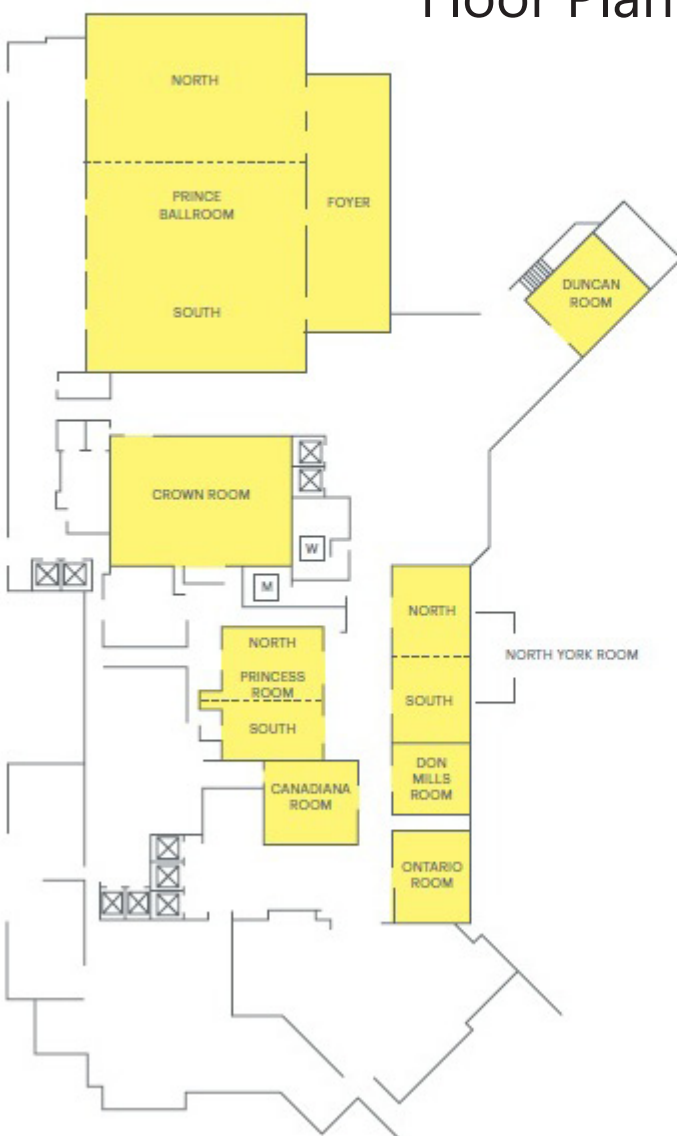 Floor Plan
NORTH
PRINCE
BALLROOM
FOYER
SOUTH
DUNCAN
ROOM
CROWN ROOM
W
M
NORTH
NORTH YORK ROOM
SOUTH
NORTH
PRINCESS
ROOM
SOUTH
DON
MILLS
ROOM
CANADIANA
ROOM
ONTARIO
ROOM